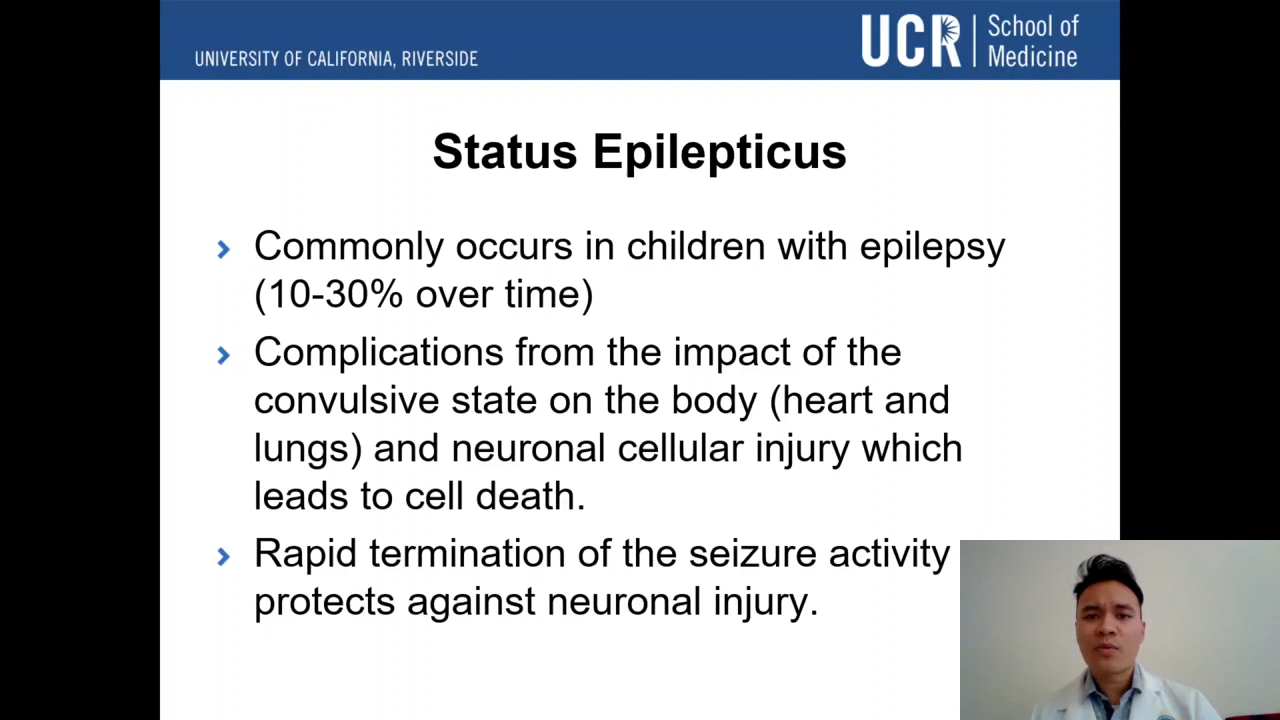 UNIVERSITY OF CALIFORNIA, RIVERSIDE
UCR School of
Medicine
Status Epilepticus
Commonly occurs in children with epilepsy
(10-30% over time)
Complications from the impact of the
convulsive state on the body (heart and
lungs) and neuronal cellular injury which
leads to cell death.
Rapid termination of the seizure activity
protects against neuronal injury.